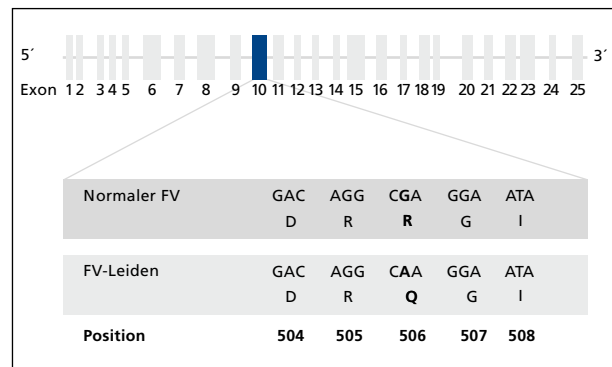 5´ 3´
Exon 1 2 3 4 5 6 7 8 9 10 11 12 13 14 15 16 17 18 19 20 21 22 23 24 25
Normaler FV GAC AGG CGA GGA ATA
D R R G I
FV-Leiden GAC AGG CAA GGA ATA
D R Q G I
Position 504 505 506 507 508